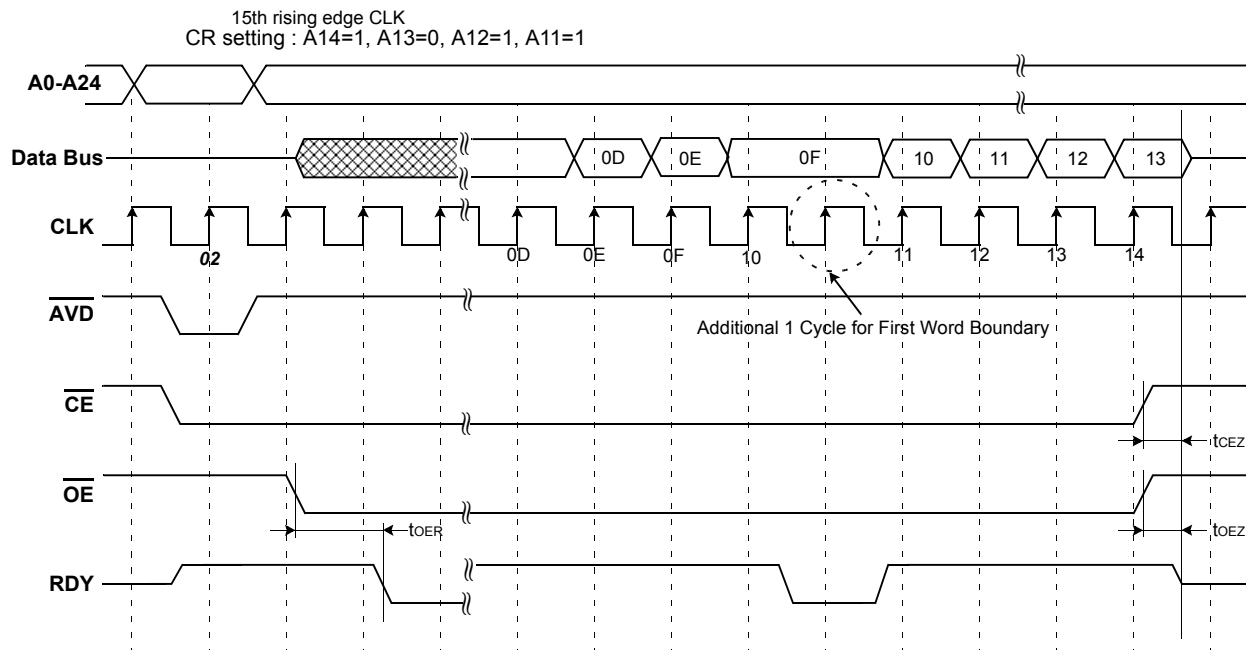 15th rising edge CLK
CR setting : A14=1, A13=0, A12=1, A11=1
A0-A24
Data Bus 0D 0E 0F 10 11 12 13
CLK
02 0D 0E 0F 10 11 12 13 14
AVD
Additional 1 Cycle for First Word Boundary
CE
tCEZ
OE
tOER tOEZ
RDY